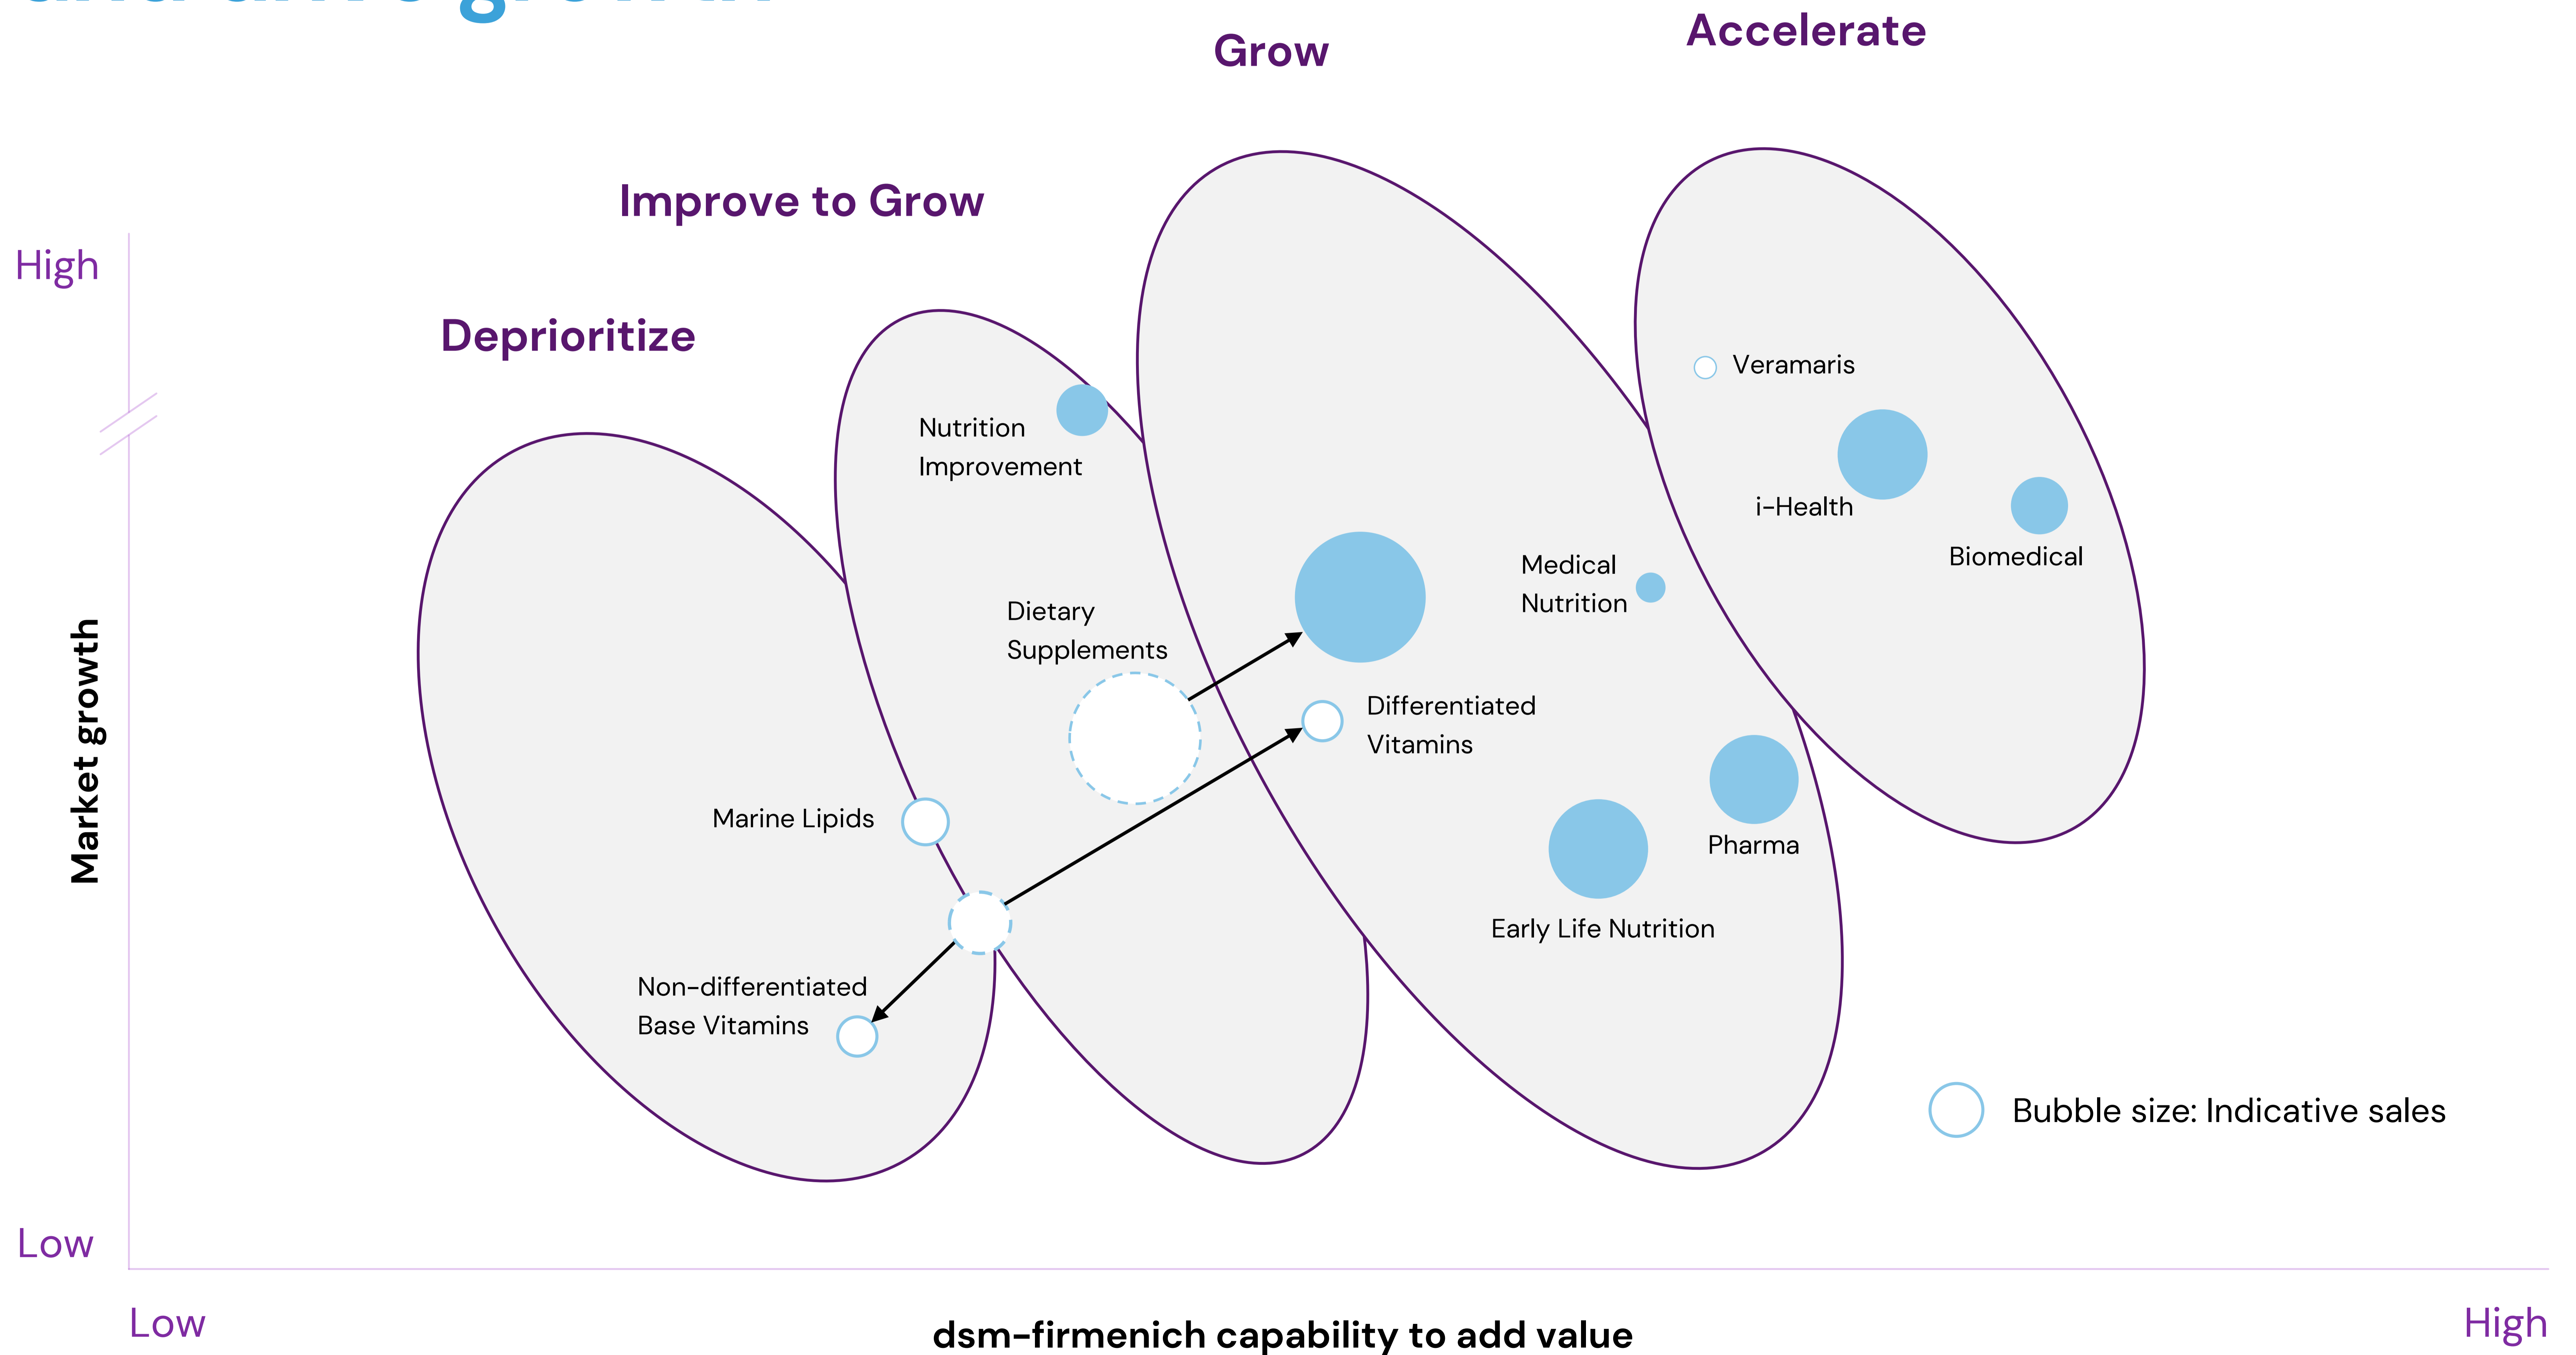 Accelerate
Grow
Improve to Grow
High
Deprioritize
Veramaris
Nutrition
Improvement
i-Health
Biomedical
Medical
Nutrition
Dietary
Supplements
Differentiated
Vitamins
Market growth
Marine Lipids
Pharma
Early Life Nutrition
Non-differentiated
Base Vitamins
Bubble size: Indicative sales
Low
Low
dsm-firmenich capability to add value
High